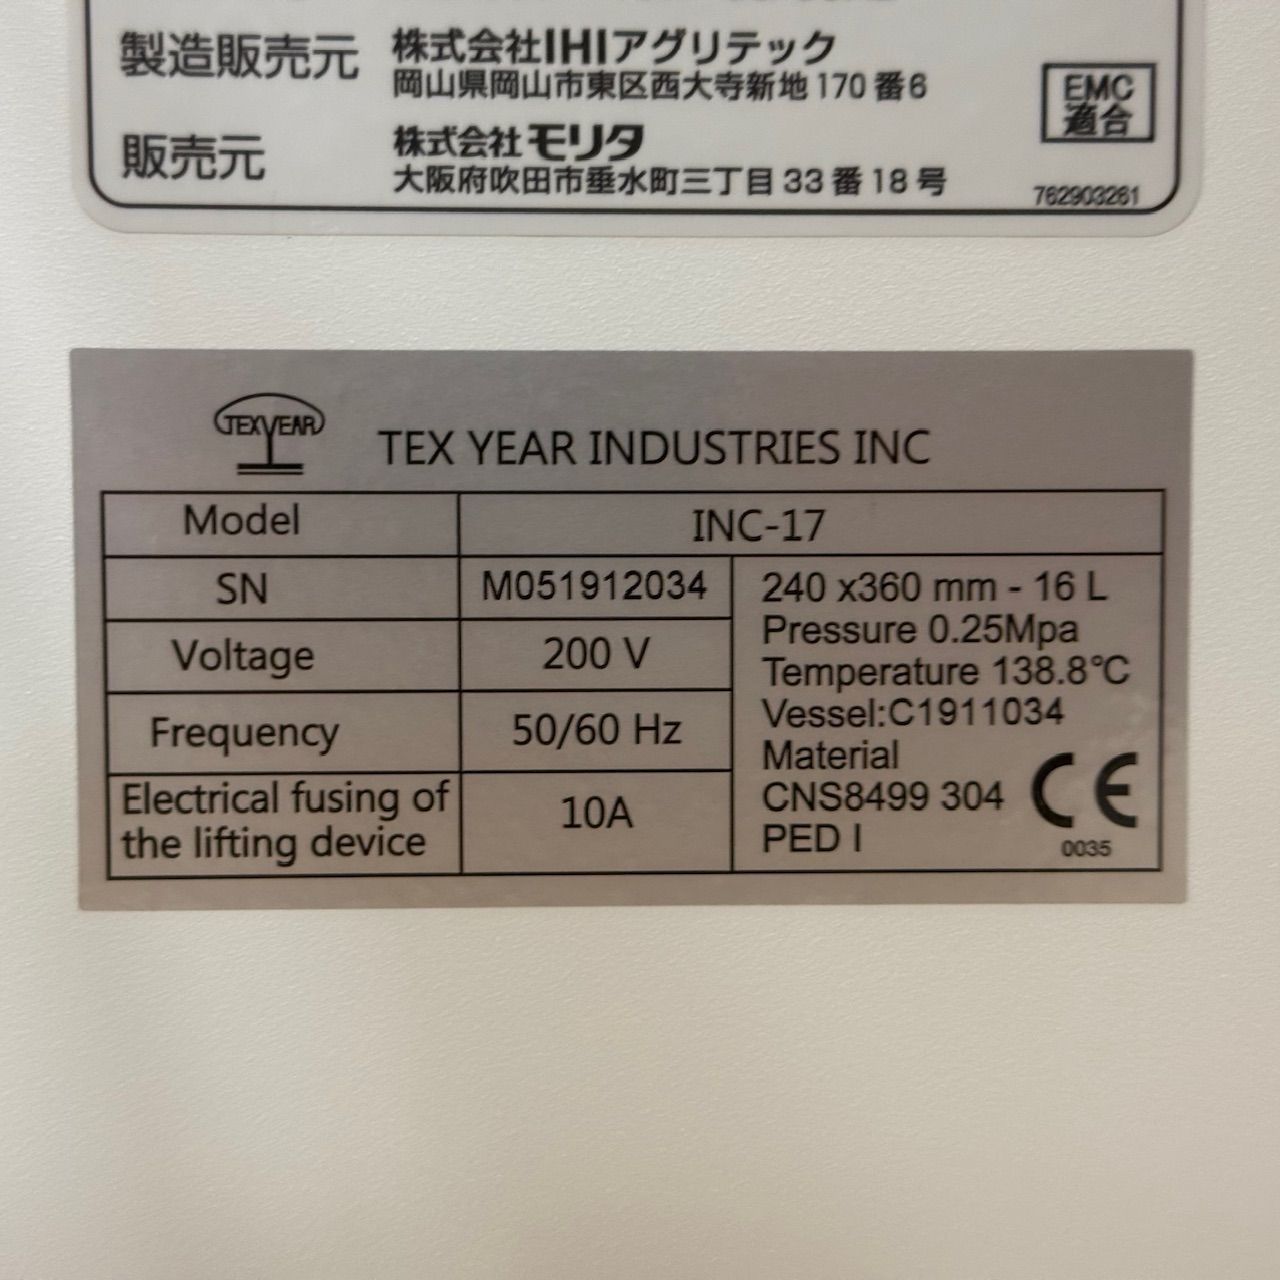 製造販売元 株式会社IHIアグリテック
岡山県岡山市東区西大寺新地170番6
販売元 株式会社モリタ
大阪府吹田市垂水町三丁目33番18号
EMC
適合
762903261
TEXYEAR
TEX YEAR INDUSTRIES INC
Model INC-17
SN M051912034
Voltage 200 V
Frequency 50/60 Hz
Electrical fusing of
the lifting device
10A
240 x360 mm - 16 L
Pressure 0.25Mpa
Temperature 138.8℃
Vessel:C1911034
Material
CNS8499 304
PED I
CE
0035